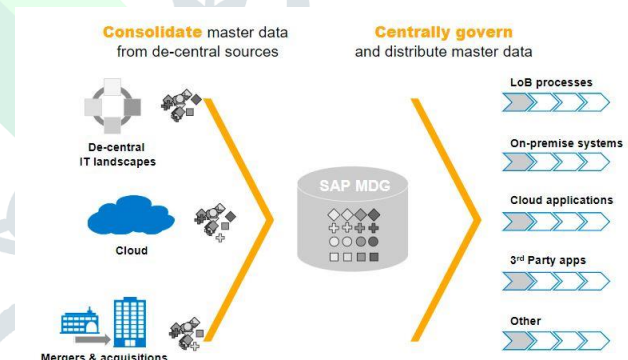 Consolidate master data
from de-central sources
Centrally govern
and distribute master data
De-central
IT landscapes
Cloud
Mergers & acquisitions
SAP MDG
LoB processes
On-premise systems
Cloud applications
3rd Party apps
Other